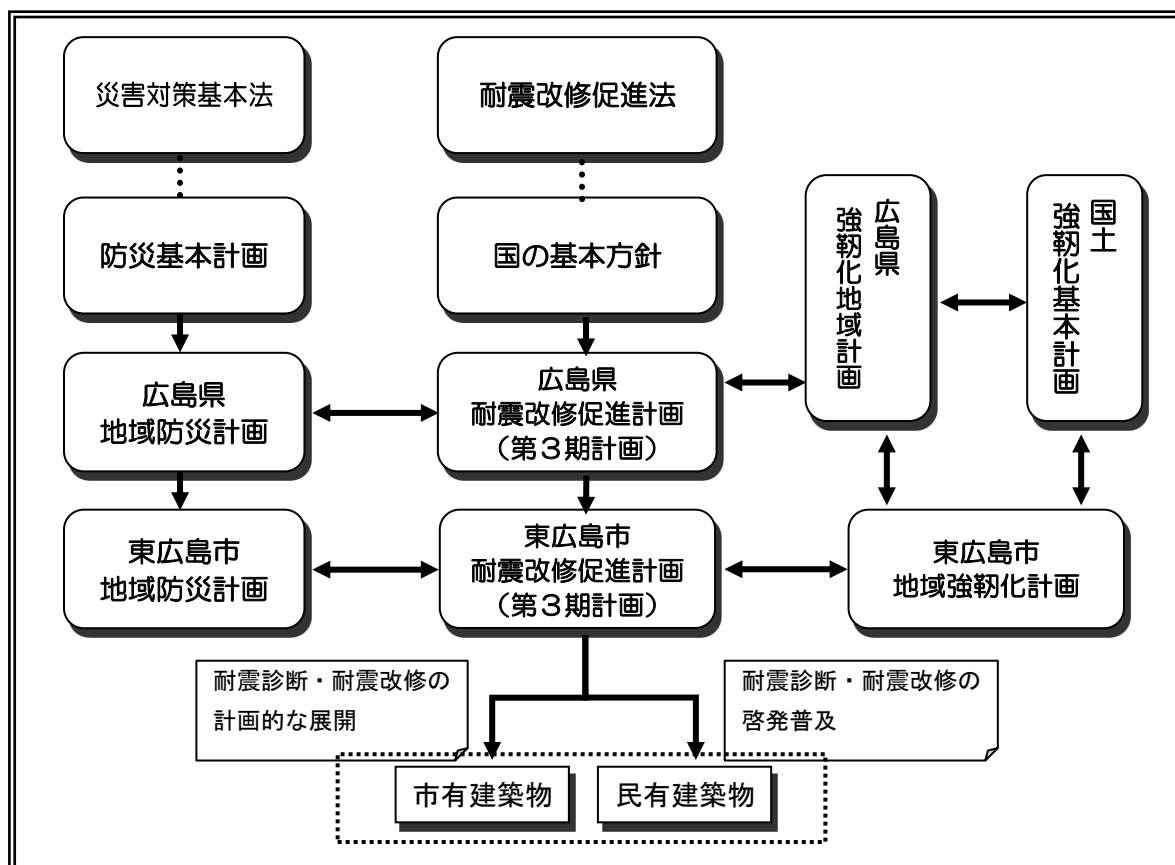 災害対策基本法
耐震改修促進法
防災基本計画
国の基本方針
広島県
強靱化地域計画
国土
強靱化基本計画
広島県
地域防災計画
広島県
耐震改修促進計画
(第3期計画)
東広島市
地域防災計画
東広島市
耐震改修促進計画
(第3期計画)
東広島市
地域強靱化計画
耐震診断・耐震改修の
計画的な展開
耐震診断・耐震改修の
啓発普及
市有建築物
民有建築物